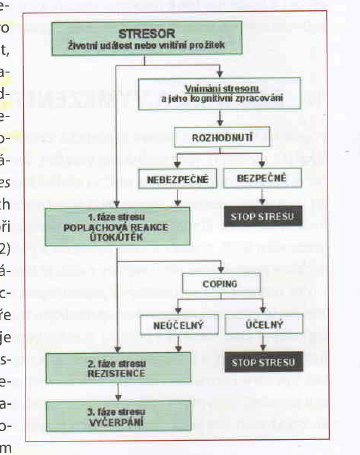 STRESOR
Životní událost nebo vnitřní prožitek
Vnímání stresoru
a jeho kognitivní zpracování
ROZHODNUTÍ
NEBEZPEČNÉ
BEZPEČNÉ
1. fáze stresu
POPLACHOVÁ REAKCE
ÚTOK/ÚTĚK
STOP STRESU
COPING
NEÚČELNÝ
ÚČELNÝ
2. fáze stresu
REZISTENCE
STOP STRESU
3. fáze stresu
VYČERPÁNÍ